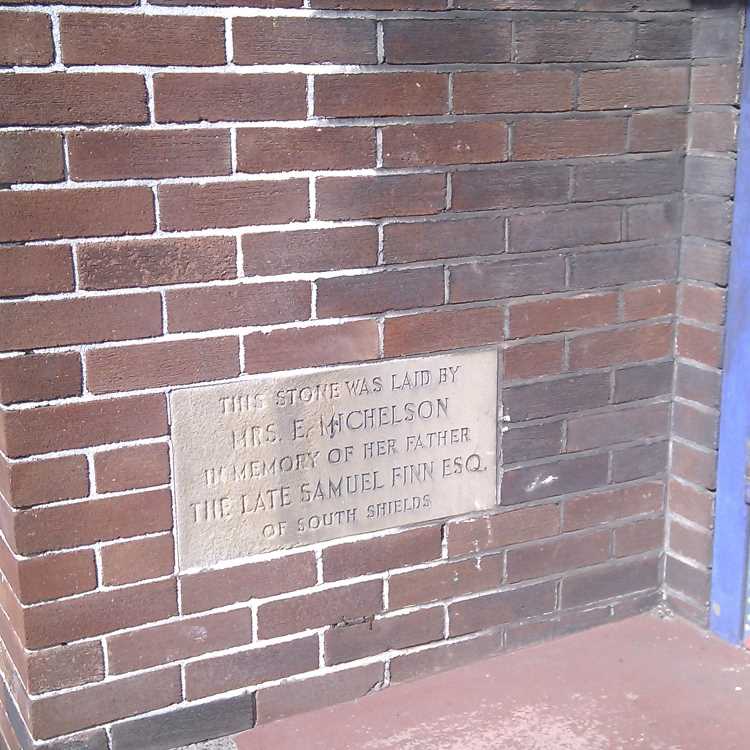 THIS STONE WAS LAID BY
MRS. E. MICHELSON
IN MEMORY OF HER FATHER
THE LATE SAMUEL FINN ESQ.
OF SOUTH SHIELDS